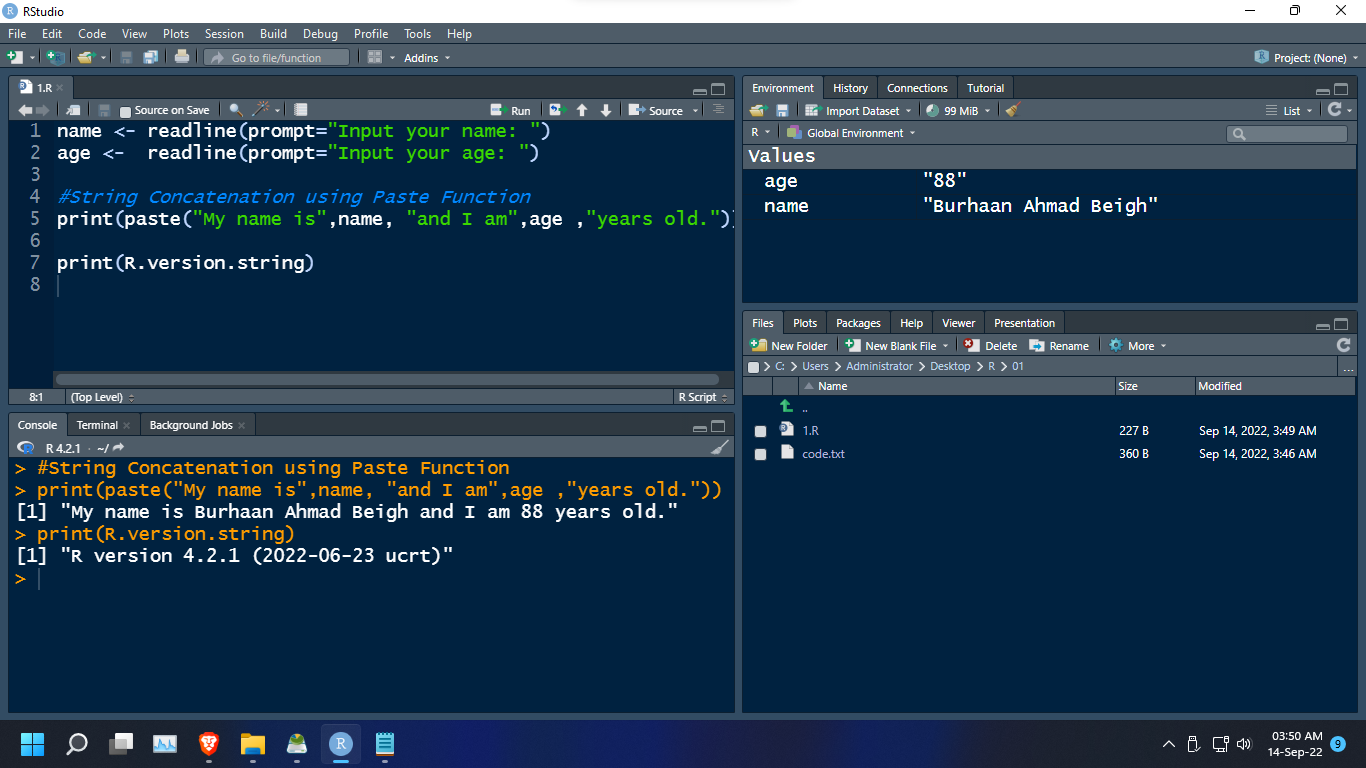 RStudio
File Edit Code View Plots Session Build Debug Profile Tools Help
Go to file/function Addins Project: (None)
1.R
Source on Save Run Source
1 name <- readline(prompt="Input your name: ")
2 age <-  readline(prompt="Input your age: ")
3
4 #String Concatenation using Paste Function
5 print(paste("My name is",name, "and I am",age ,"years old."))
6
7 print(R.version.string)
8
8:1 (Top Level) R Script
Console Terminal Background Jobs
R 4.2.1 · ~/
> #String Concatenation using Paste Function
> print(paste("My name is",name, "and I am",age ,"years old."))
[1] "My name is Burhaan Ahmad Beigh and I am 88 years old."
> print(R.version.string)
[1] "R version 4.2.1 (2022-06-23 ucrt)"
>
Environment History Connections Tutorial
Import Dataset 99 MiB List
R Global Environment
Values
age "88"
name "Burhaan Ahmad Beigh"
Files Plots Packages Help Viewer Presentation
New Folder New Blank File Delete Rename More
C: > Users > Administrator > Desktop > R > 01 ...
Name Size Modified
..
1.R 227 B Sep 14, 2022, 3:49 AM
code.txt 360 B Sep 14, 2022, 3:46 AM
R
03:50 AM
14-Sep-22
9